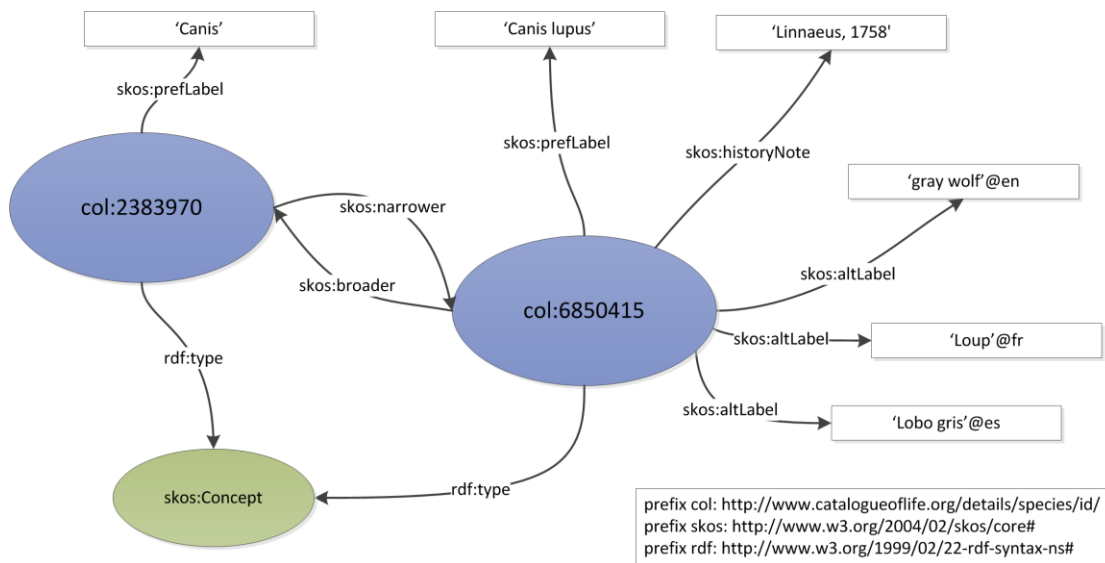 ‘Canis’
‘Canis lupus’
‘Linnaeus, 1758'
skos:prefLabel
skos:prefLabel
skos:historyNote
‘gray wolf’@en
col:2383970
skos:narrower
skos:altLabel
skos:broader
col:6850415
skos:altLabel
‘Loup’@fr
rdf:type
skos:altLabel
‘Lobo gris’@es
skos:Concept
rdf:type
prefix col: http://www.catalogueoflife.org/details/species/id/
prefix skos: http://www.w3.org/2004/02/skos/core#
prefix rdf: http://www.w3.org/1999/02/22-rdf-syntax-ns#